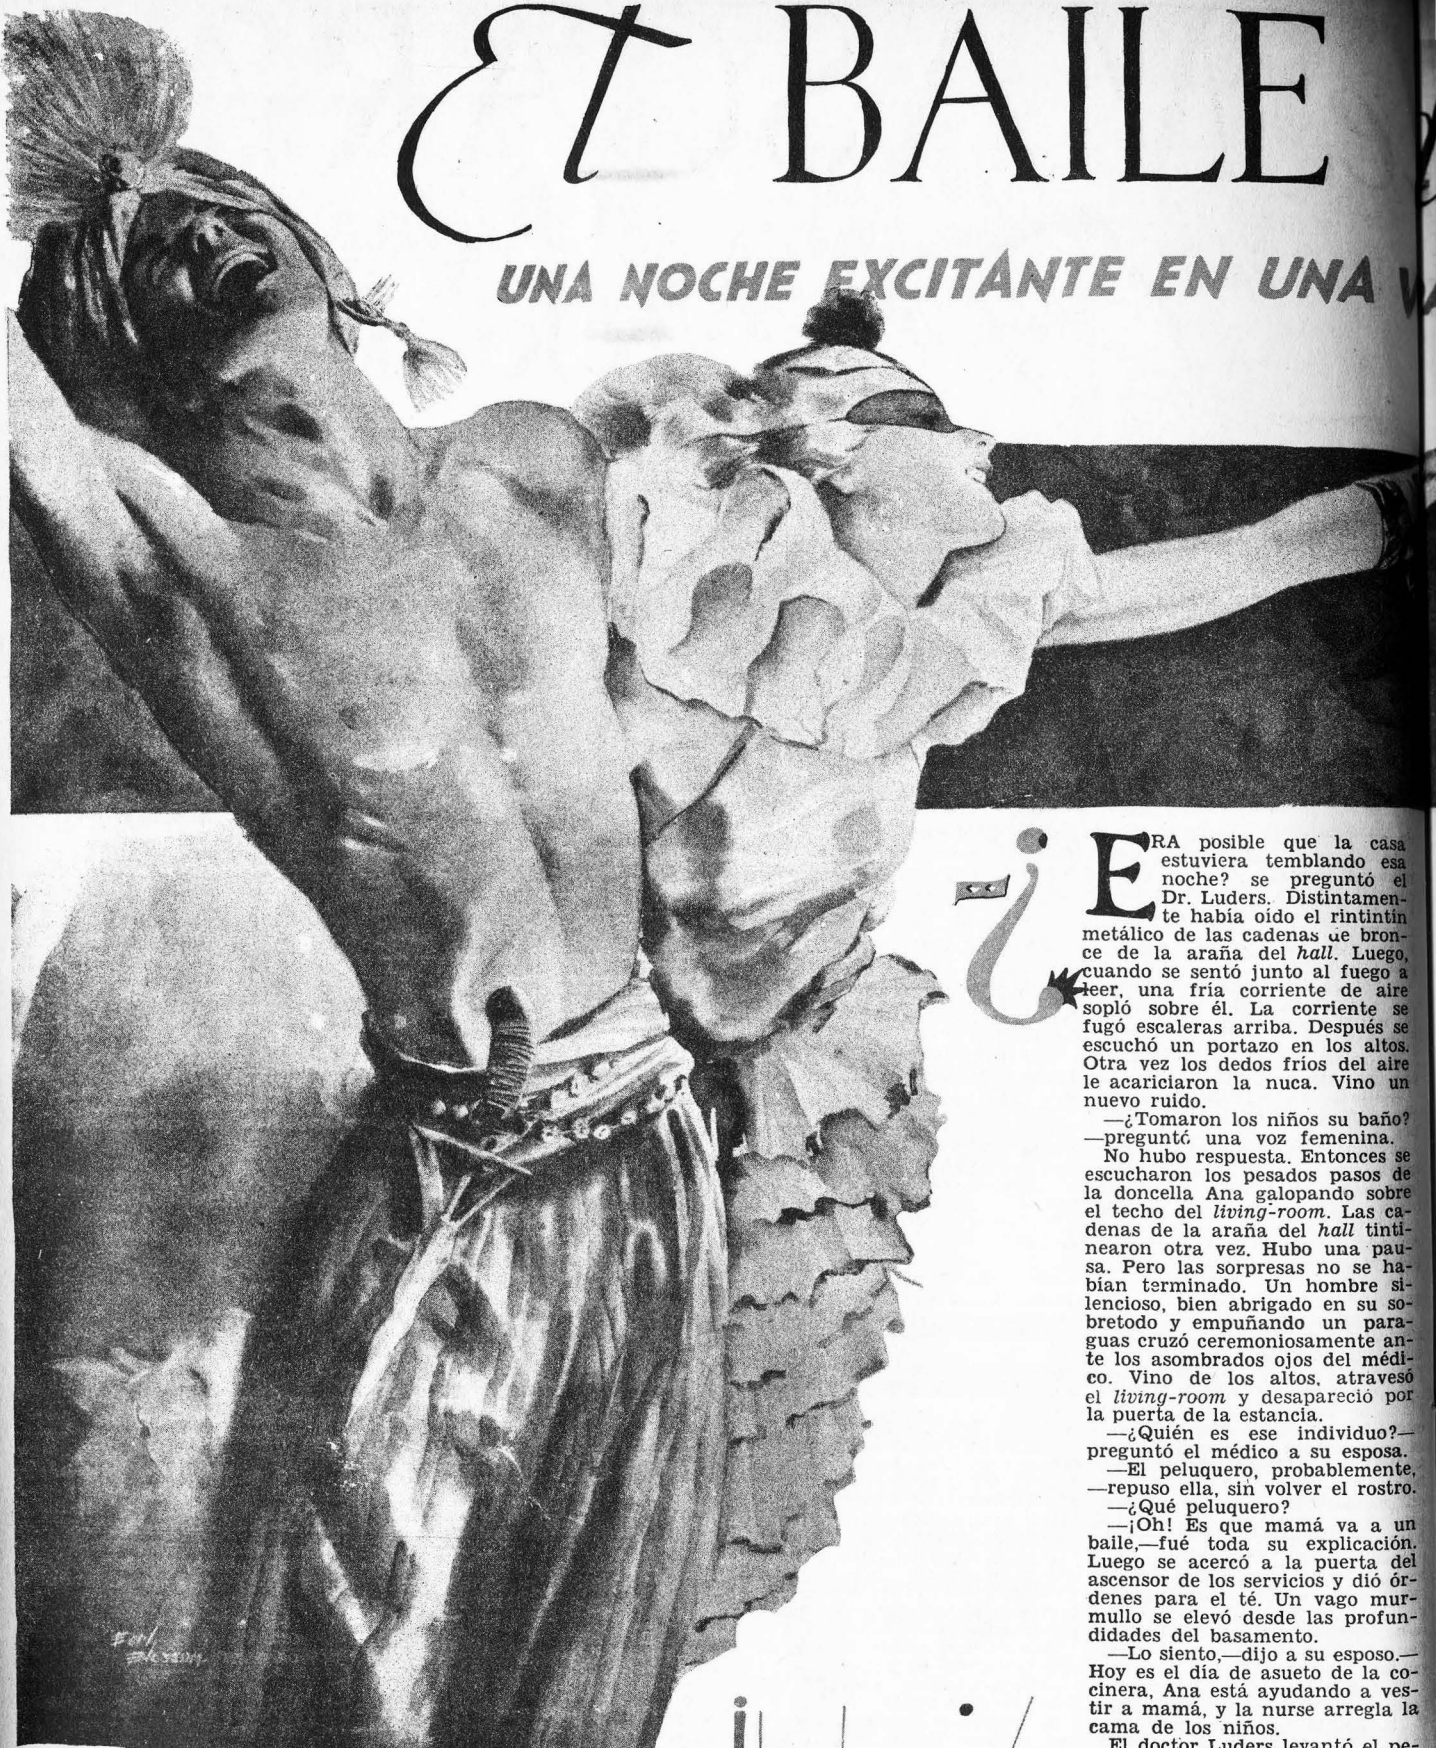 El BAILE
UNA NOCHE EXCITANTE EN UNA
¿ERA posible que la casa
estuviera temblando esa
noche? se preguntó el
Dr. Luders. Distintamen-
te había oído el rintintín
metálico de las cadenas de bron-
ce de la araña del hall. Luego,
cuando se sentó junto al fuego a
leer, una fría corriente de aire
sopló sobre él. La corriente se
fugó escaleras arriba. Después se
escuchó un portazo en los altos.
Otra vez los dedos fríos del aire
le acariciaron la nuca. Vino un
nuevo ruido.
—¿Tomaron los niños su baño?
—preguntó una voz femenina.
No hubo respuesta. Entonces se
escucharon los pesados pasos de
la doncella Ana galopando sobre
el techo del living-room. Las ca-
denas de la araña del hall tinti-
nearon otra vez. Hubo una pau-
sa. Pero las sorpresas no se ha-
bían terminado. Un hombre si-
lencioso, bien abrigado en su so-
bretodo y empuñando un para-
guas cruzó ceremoniosamente an-
te los asombrados ojos del médi-
co. Vino de los altos, atravesó
el living-room y desapareció por
la puerta de la estancia.
—¿Quién es ese individuo?—
preguntó el médico a su esposa.
—El peluquero, probablemente,
—repuso ella, sin volver el rostro.
—¿Qué peluquero?
—¡Oh! Es que mamá va a un
baile,—fué toda su explicación.
Luego se acercó a la puerta del
ascensor de los servicios y dió ór-
denes para el té. Un vago mur-
mullo se elevó desde las profun-
didades del basamento.
—Lo siento,—dijo a su esposo.—
Hoy es el día de asueto de la co-
cinera, Ana está ayudando a ves-
tir a mamá, y la nurse arregla la
cama de los niños.
El doctor Luders levantó el pe-